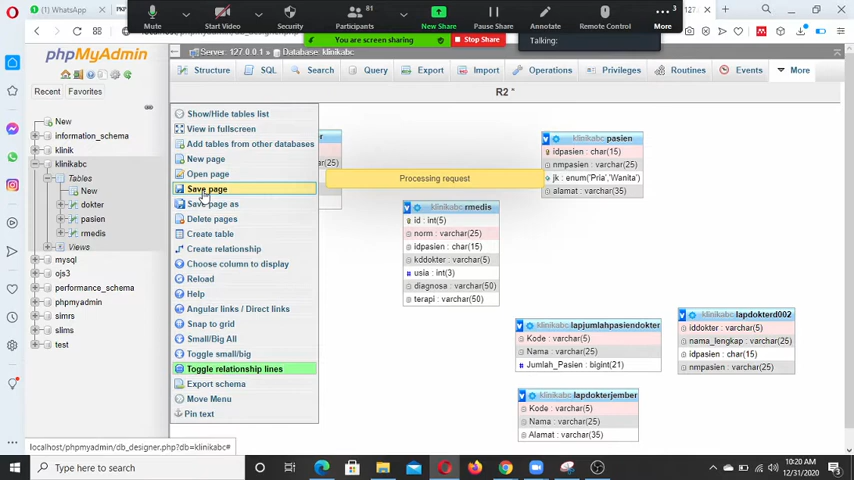 WhatsApp
Mute
Start Video
Security
81
Participants
New Share
Pause Share
Annotate
Remote Control
More
You are screen sharing
Stop Share
Talking:
88
phpMyAdmin
Recent
Favorites
New
information_schema
klinik
klinikabc
Tables
New
dokter
pasien
rmedis
Views
mysql
ojs3
performance_schema
phpmyadmin
simrs
slims
test
Server: 127.0.0.1 » Database: klinikabc
Structure
SQL
Search
Query
Export
Import
Operations
Privileges
Routines
Events
More
R2 *
Show/Hide tables list
View in fullscreen
Add tables from other databases
New page
Open page
Save page
Save page as
Delete pages
Create table
Create relationship
Choose column to display
Reload
Help
Angular links / Direct links
Snap to grid
Small/Big All
Toggle small/big
Toggle relationship lines
Export schema
Move Menu
Pin text
Processing request
pasien
idpasien : char(15)
nmpasien : varchar(25)
jk : enum('Pria','Wanita')
alamat : varchar(35)
klinikabc rmedis
id : int(5)
norm : varchar(25)
idpasien : char(15)
kddokter : varchar(5)
usia : int(3)
diagnosa : varchar(50)
terapi : varchar(50)
klinikabc lapjumlahpasiendokter
Kode : varchar(5)
Nama : varchar(25)
Jumlah_Pasien : bigint(21)
klinikabc lapdokterd002
iddokter : varchar(5)
nama_lengkap : varchar(25)
idpasien : char(15)
nmpasien : varchar(25)
klinikabc lapdokterjember
Kode : varchar(5)
Nama : varchar(25)
Alamat : varchar(35)
localhost/phpmyadmin/db_designer.php?db=klinikabc#
Type here to search
10:20 AM
12/31/2020